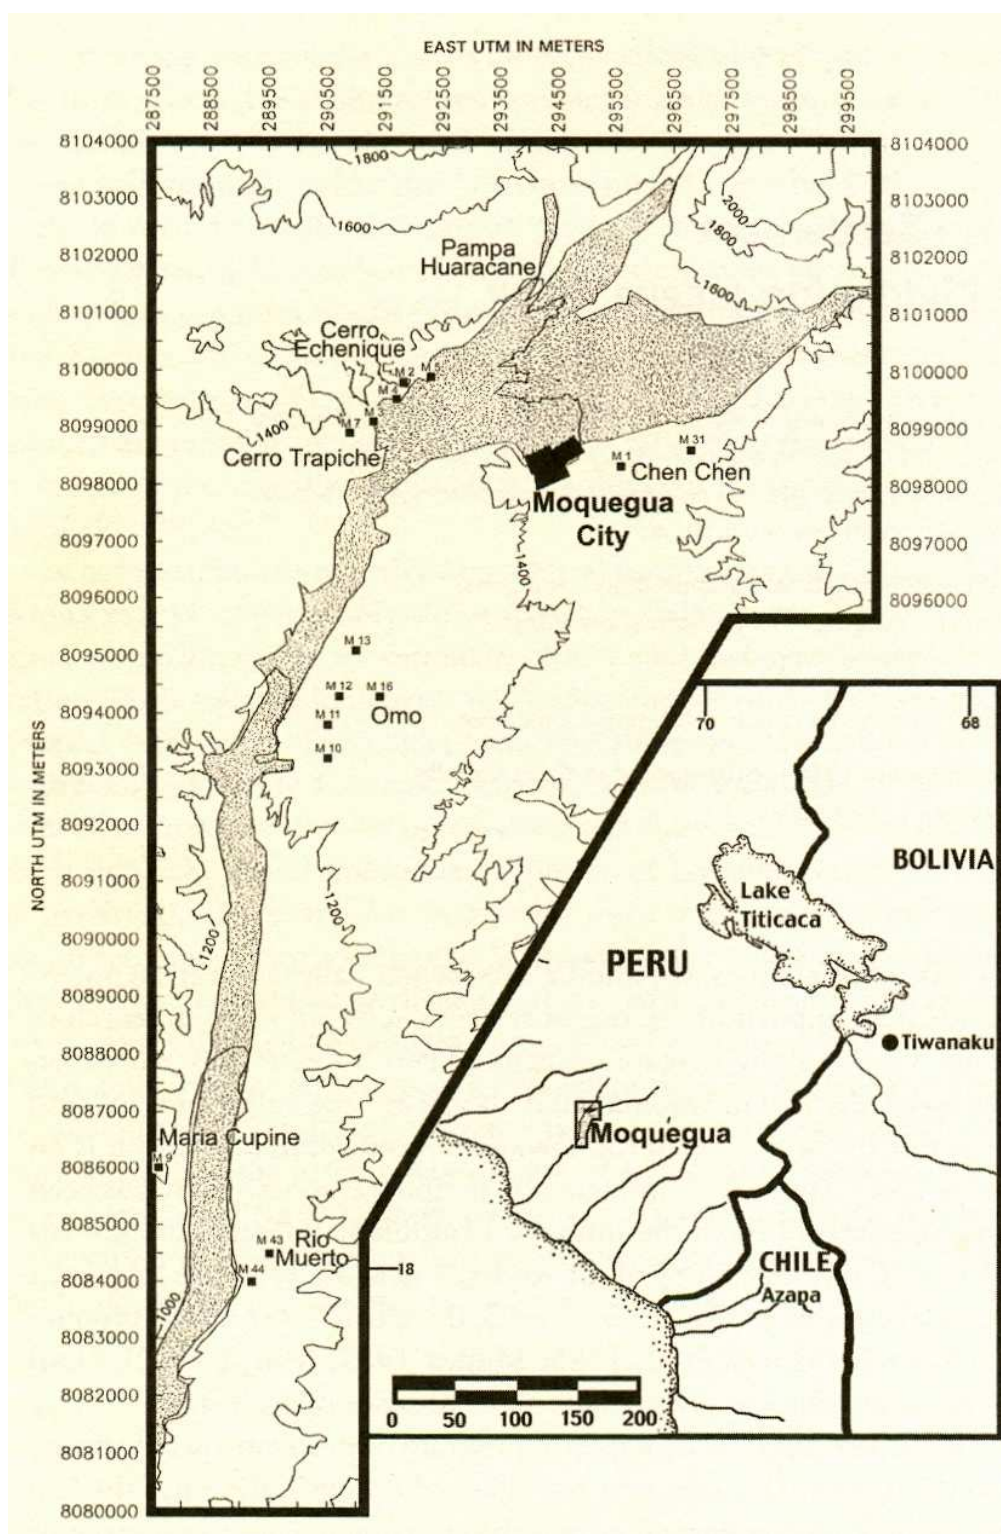 EAST UTM IN METERS
287500
288500
289500
290500
291500
292500
293500
294500
295500
296500
297500
298500
299500
8104000
8103000
8102000
8101000
8100000
8099000
8098000
8097000
8096000
8095000
8094000
8093000
8092000
8091000
8090000
8089000
8088000
8087000
8086000
8085000
8084000
8083000
8082000
8081000
8080000
NORTH UTM IN METERS
8104000
8103000
8102000
8101000
8100000
8099000
8098000
8097000
8096000
1800
1600
2000
1800
1600
Pampa
Huaracane
Cerro
Echenique
M 2
M 5
M 4
M 3
M 7
1400
Cerro Trapiche
M 31
M 1
Chen Chen
Moquegua
City
1400
M 13
M 12
M 16
Omo
M 11
M 10
1200
1200
Maria Cupine
M 9
M 43
Rio
Muerto
M 44
1000
70
68
BOLIVIA
Lake
Titicaca
PERU
Tiwanaku
Moquegua
18
CHILE
Azapa
0
50
100
150
200